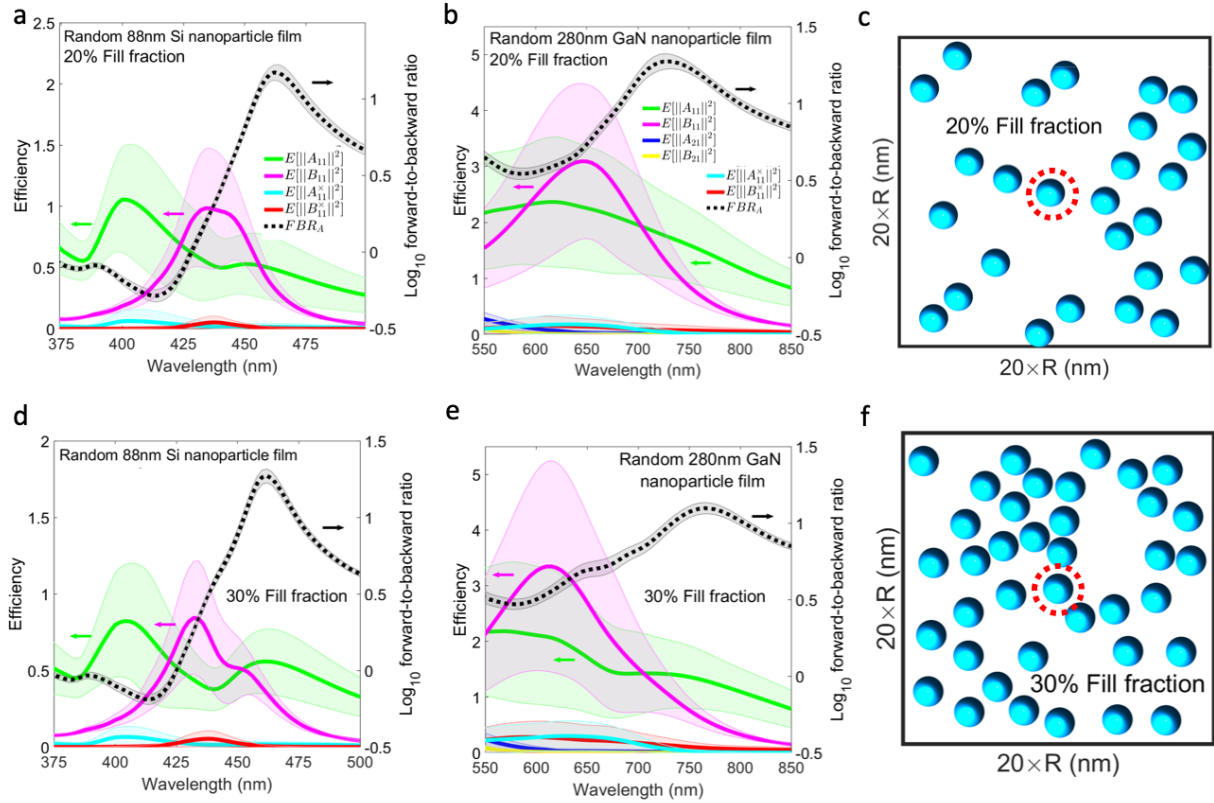 a
Random 88nm Si nanoparticle film
20% Fill fraction
E[||A₁₁||²]
E[||B₁₁||²]
E[||A₁₁ˣ||²]
E[||B₁₁ˣ||²]
FBR_A
2.5
2
1.5
1
0.5
0
Efficiency
375
400
425
450
475
Wavelength (nm)
1
0.5
0
-0.5
Log₁₀ forward-to-backward ratio
b
Random 280nm GaN nanoparticle film
20% Fill fraction
E[||A₁₁||²]
E[||B₁₁||²]
E[||A₂₁||²]
E[||B₂₁||²]
E[||A₁₁ˣ||²]
E[||B₁₁ˣ||²]
FBR_A
5
4
3
2
1
0
Efficiency
550
600
650
700
750
800
850
Wavelength (nm)
1.5
1
0.5
0
-0.5
Log₁₀ forward-to-backward ratio
c
20% Fill fraction
20×R (nm)
20×R (nm)
d
Random 88nm Si nanoparticle film
30% Fill fraction
2
1.5
1
0.5
0
Efficiency
375
400
425
450
475
500
Wavelength (nm)
1.5
1
0.5
0
-0.5
Log₁₀ forward-to-backward ratio
e
Random 280nm GaN
nanoparticle film
30% Fill fraction
5
4
3
2
1
0
Efficiency
550
600
650
700
750
800
850
Wavelength (nm)
1.5
1
0.5
0
-0.5
Log₁₀ forward-to-backward ratio
f
30% Fill fraction
20×R (nm)
20×R (nm)